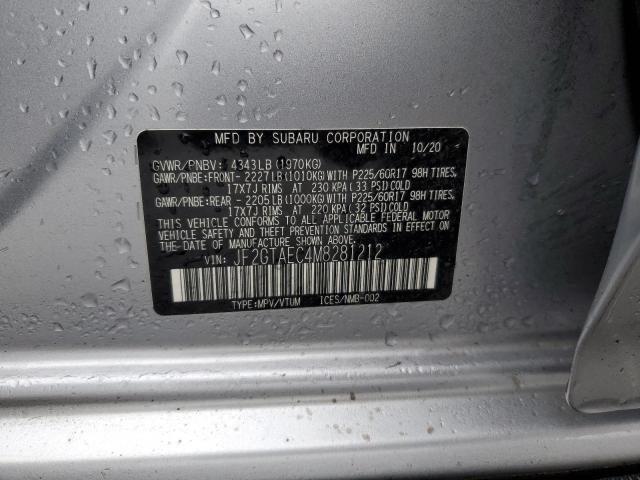 MFD BY SUBARU CORPORATION
MFD IN 10/20
GVWR/PNBV: 4343LB (1970KG)
GAWR/PNBE:FRONT- 2227LB(1010KG)WITH P225/60R17 98H TIRES,
17X7J RIMS AT 230 KPA(33 PSI)COLD
GAWR/PNBE:REAR - 2205LB(1000KG)WITH P225/60R17 98H TIRES,
17X7J RIMS AT 220 KPA(32 PSI)COLD
THIS VEHICLE CONFORMS TO ALL APPLICABLE FEDERAL MOTOR
VEHICLE SAFETY AND THEFT PREVENTION STANDARDS IN EFFECT
ON THE DATE OF MANUFACTURE SHOWN ABOVE.
VIN: JF2GTAEC4M8281212
TYPE:MPV/VTUM ICES/NMB-002